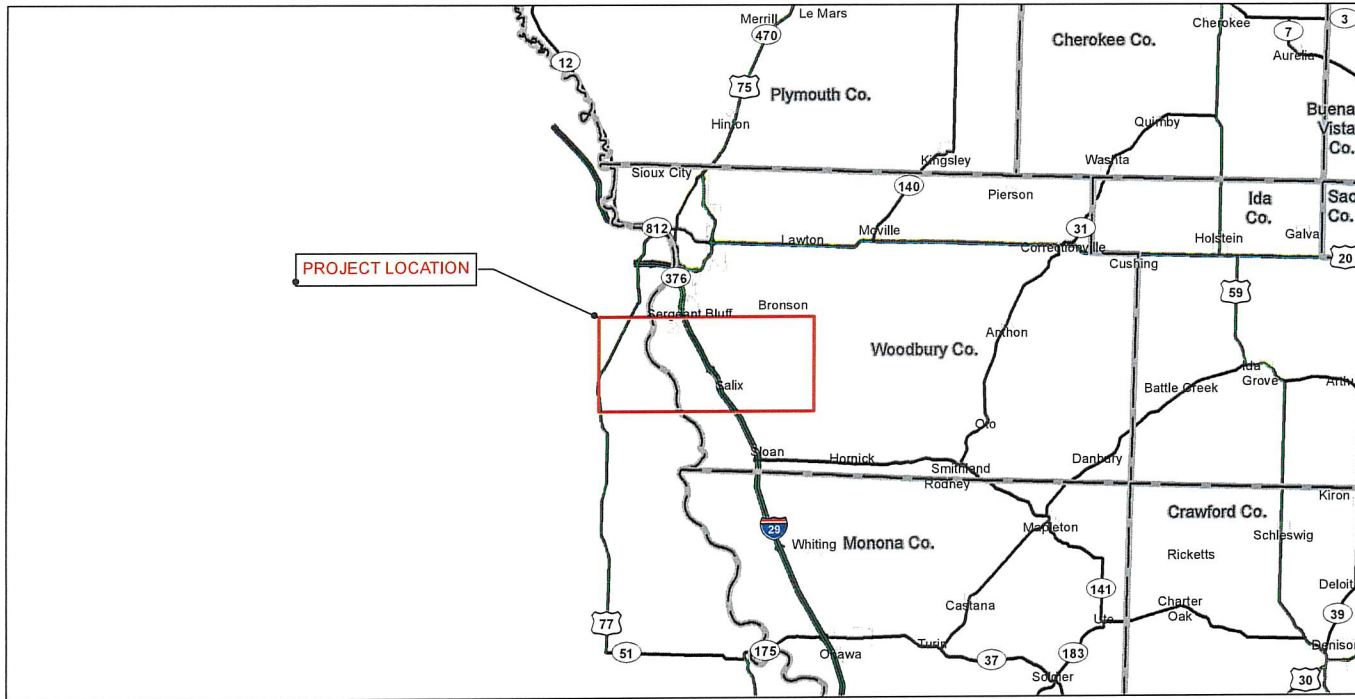 Merrill
Le Mars
470
12
75
Plymouth Co.
Hinton
Cherokee Co.
Cherokee
7
3
Aurelia
Quimby
Buena
Vista
Co.
Washta
Kingsley
Sioux City
140
Pierson
Ida
Co.
Sac
Co.
812
Lawton
Moville
31
Correctionville
Holstein
Galva
Cushing
20
PROJECT LOCATION
376
59
Sergeant Bluff
Bronson
Anthon
Woodbury Co.
Salix
Ida
Grove
Battle Creek
Arth
Oto
Sloan
Hornick
Smithland
Danbury
Rodney
Kiron
Crawford Co.
Mapleton
Schleswig
29
Whiting
Monona Co.
Ricketts
141
Deloit
Castana
Charter
Oak
39
Ute
77
51
175
Onawa
Turin
37
183
Denison
Soldier
30